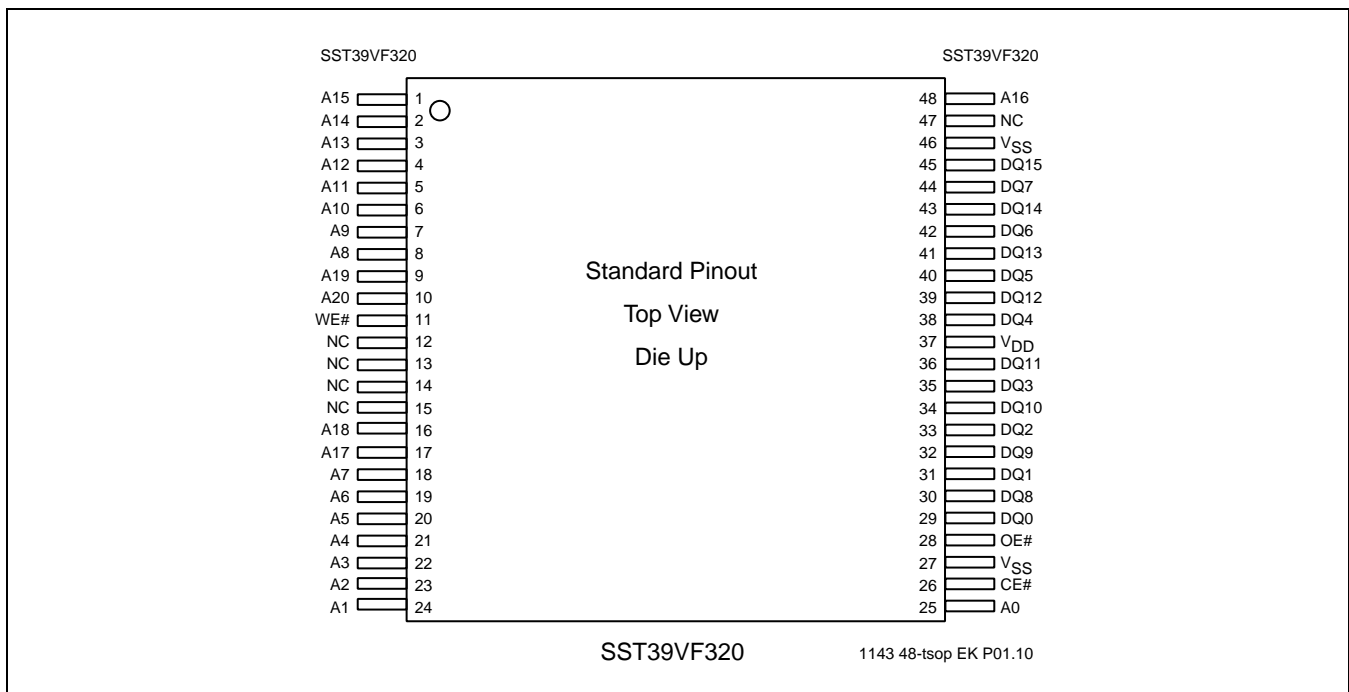 SST39VF320 SST39VF320
A15 1 48 A16
A14 2 47 NC
A13 3 46 VSS
A12 4 45 DQ15
A11 5 44 DQ7
A10 6 43 DQ14
A9 7 42 DQ6
A8 8 41 DQ13
A19 9 40 DQ5
A20 10 39 DQ12
WE# 11 38 DQ4
NC 12 37 VDD
NC 13 36 DQ11
NC 14 35 DQ3
NC 15 34 DQ10
A18 16 33 DQ2
A17 17 32 DQ9
A7 18 31 DQ1
A6 19 30 DQ8
A5 20 29 DQ0
A4 21 28 OE#
A3 22 27 VSS
A2 23 26 CE#
A1 24 25 A0
Standard Pinout
Top View
Die Up
SST39VF320
1143 48-tsop EK P01.10